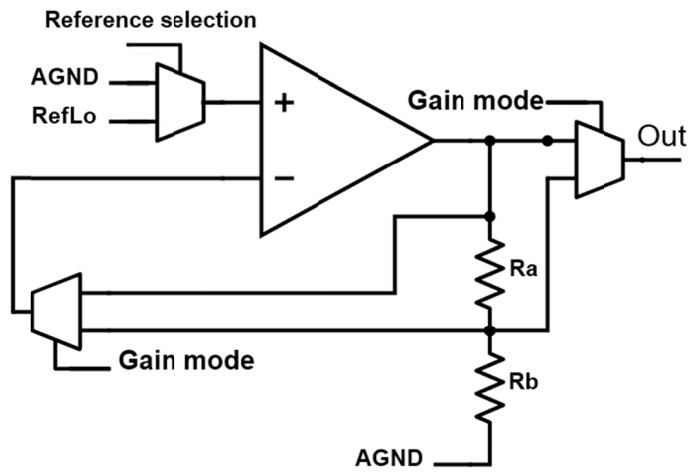 Reference selection
AGND
RefLo
+
−
Gain mode
Out
Ra
Gain mode
Rb
AGND